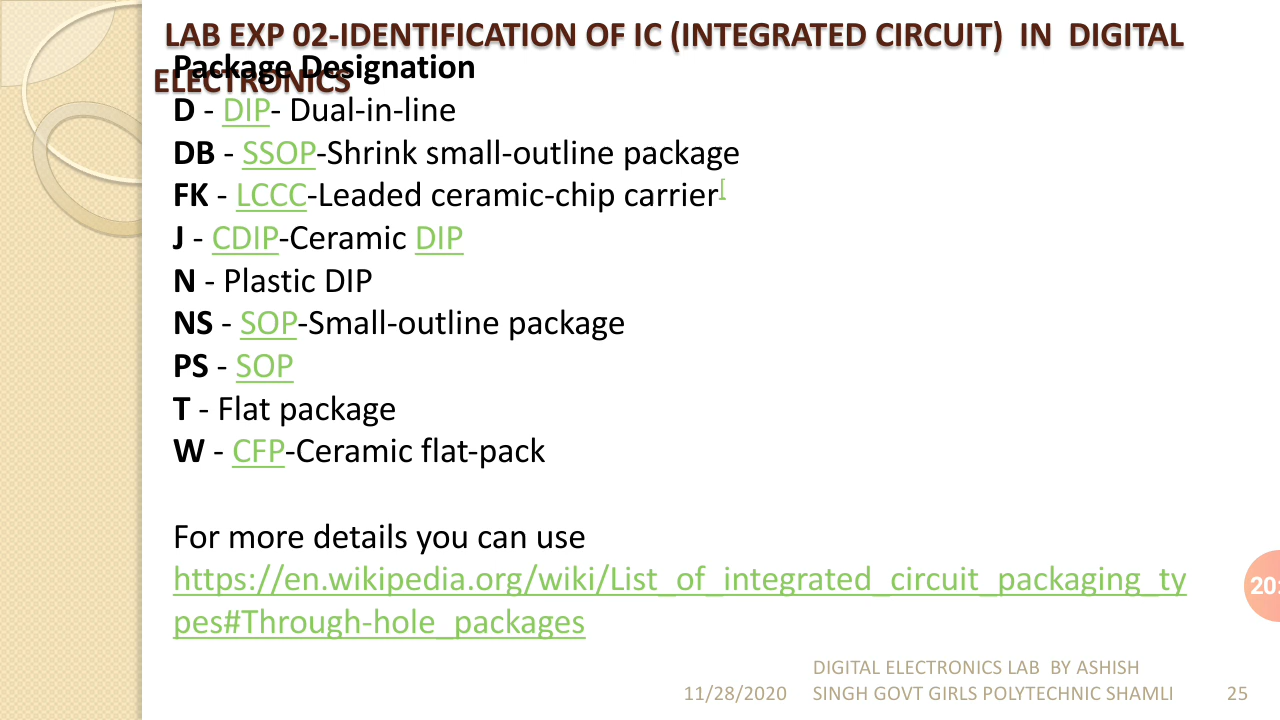 LAB EXP 02-IDENTIFICATION OF IC (INTEGRATED CIRCUIT)  IN  DIGITAL
ELECTRONICS
Package Designation
D - DIP- Dual-in-line
DB - SSOP-Shrink small-outline package
FK - LCCC-Leaded ceramic-chip carrier[
J - CDIP-Ceramic DIP
N - Plastic DIP
NS - SOP-Small-outline package
PS - SOP
T - Flat package
W - CFP-Ceramic flat-pack
For more details you can use
https://en.wikipedia.org/wiki/List_of_integrated_circuit_packaging_ty
pes#Through-hole_packages
20:
DIGITAL ELECTRONICS LAB  BY ASHISH
11/28/2020 SINGH GOVT GIRLS POLYTECHNIC SHAMLI 25